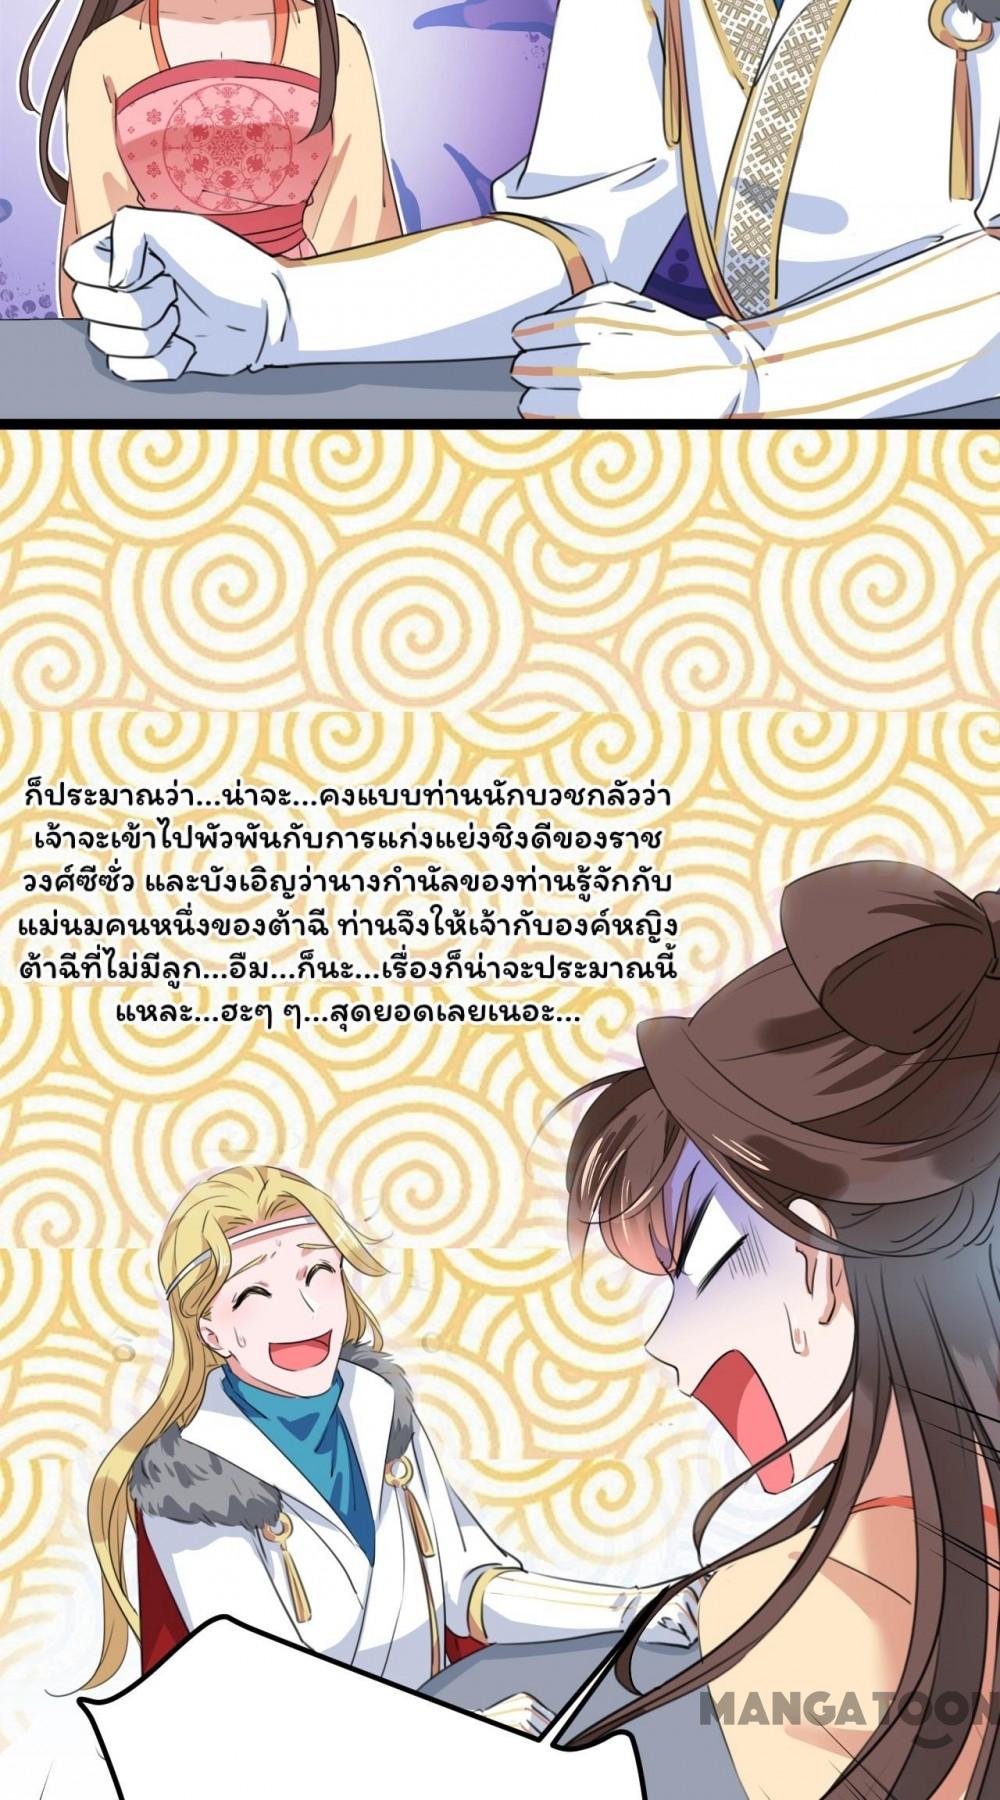 ก็ประมาณว่า...น่าจะ...คงแบบท่านนักบวชกลัวว่า
เจ้าจะเข้าไปพัวพันกับการแก่งแย่งชิงดีของราช
วงศ์ซีซั่ว และบังเอิญว่านางกำนัลของท่านรู้จักกับ
แม่นมคนหนึ่งของต้าฉี ท่านจึงให้เจ้ากับองค์หญิง
ต้าฉีที่ไม่มีลูก...อืม...ก็นะ...เรื่องก็น่าจะประมาณนี้
แหละ...ฮะๆ ๆ...สุดยอดเลยเนอะ...
MANGATOON